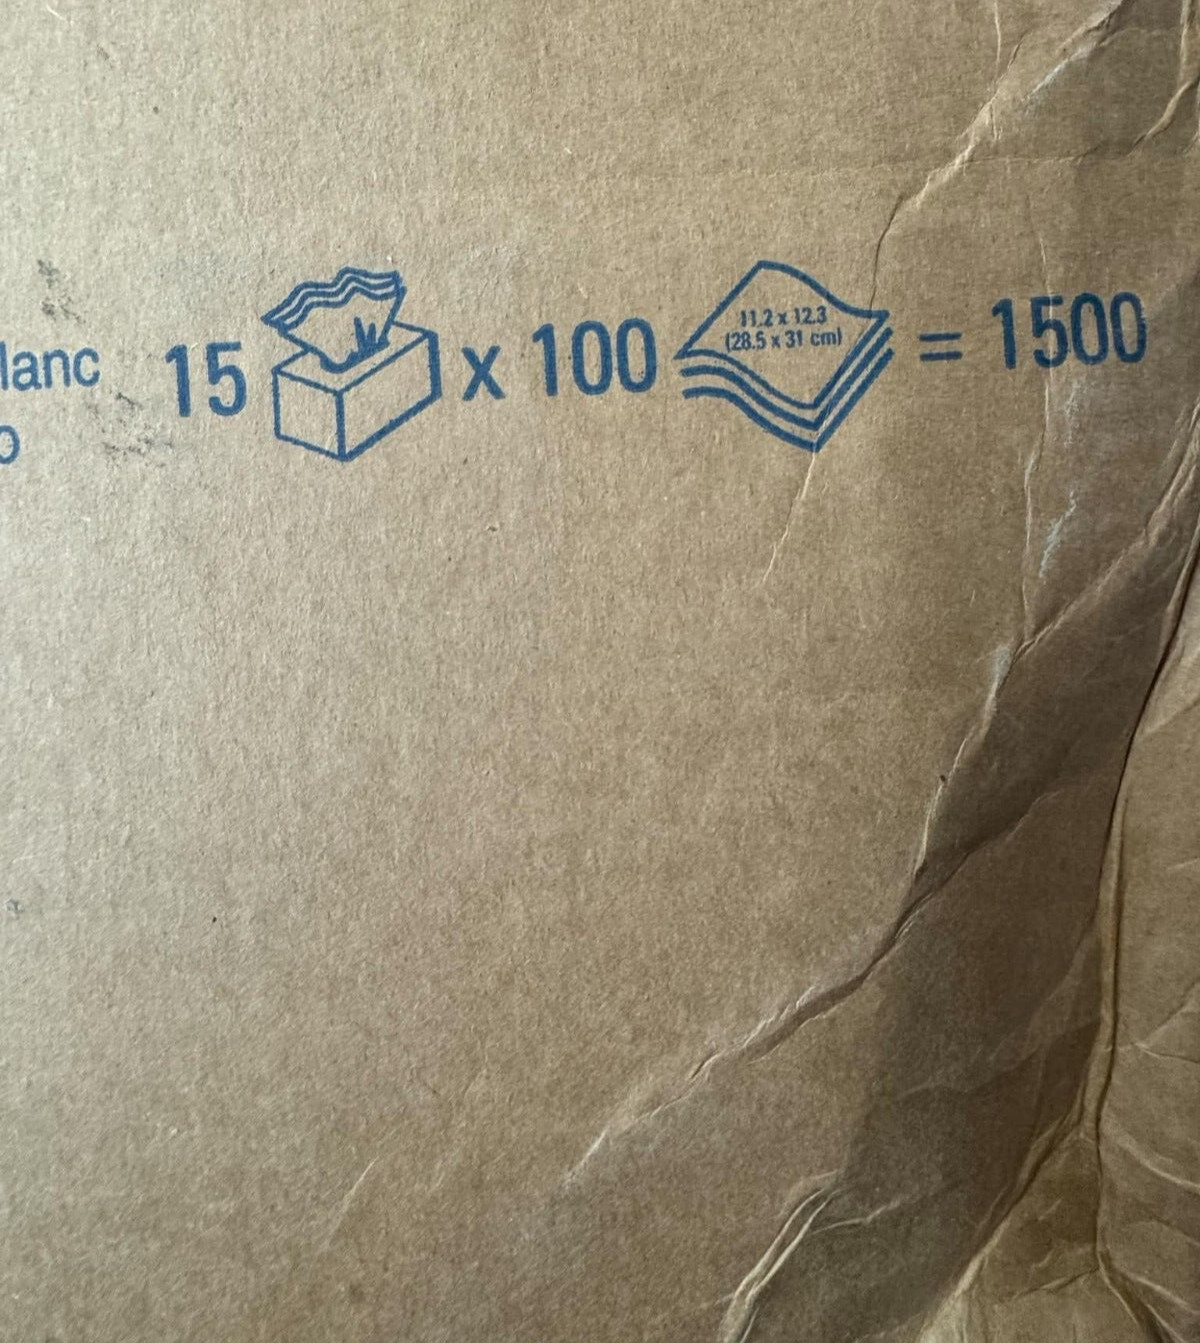 lanc
o
15 x 100 = 1500
11.2 x 12.3
(28.5 x 31 cm)